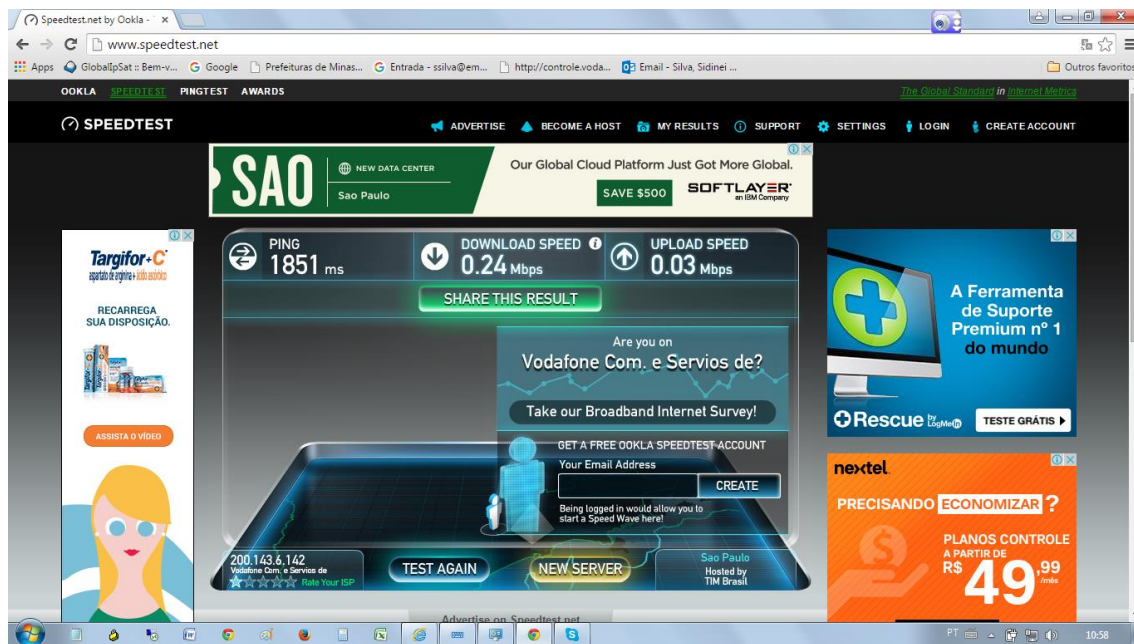 Speedtest.net by Ookla -
www.speedtest.net
Apps GlobalIpSat :: Bem-v... Google Prefeituras de Minas... Entrada - ssilva@em... http://controle.voda... Email - Silva, Sidinei ... Outros favoritos
OOKLA SPEEDTEST PINGTEST AWARDS The Global Standard in Internet Metrics
SPEEDTEST ADVERTISE BECOME A HOST MY RESULTS SUPPORT SETTINGS LOGIN CREATE ACCOUNT
SAO
NEW DATA CENTER
Sao Paulo
Our Global Cloud Platform Just Got More Global.
SAVE $500 SOFTLAYER
an IBM Company
Targifor+C
aspartato de arginina + ácido ascórbico
RECARREGA
SUA DISPOSIÇÃO.
Targifor+C
ASSISTA O VÍDEO
PING
1851 ms
DOWNLOAD SPEED
0.24 Mbps
UPLOAD SPEED
0.03 Mbps
SHARE THIS RESULT
Are you on
Vodafone Com. e Servios de?
Take our Broadband Internet Survey!
GET A FREE OOKLA SPEEDTEST ACCOUNT
Your Email Address
CREATE
Being logged in would allow you to
start a Speed Wave here!
200.143.6.142
Vodafone Com. e Servios de
Rate Your ISP
TEST AGAIN
NEW SERVER
Sao Paulo
Hosted by
TIM Brasil
Advertise on Speedtest.net
A Ferramenta
de Suporte
Premium nº 1
do mundo
Rescue by LogMeIn
TESTE GRÁTIS
nextel
PRECISANDO ECONOMIZAR ?
PLANOS CONTROLE
A PARTIR DE
R$ 49,99
/mês
PT 10:58